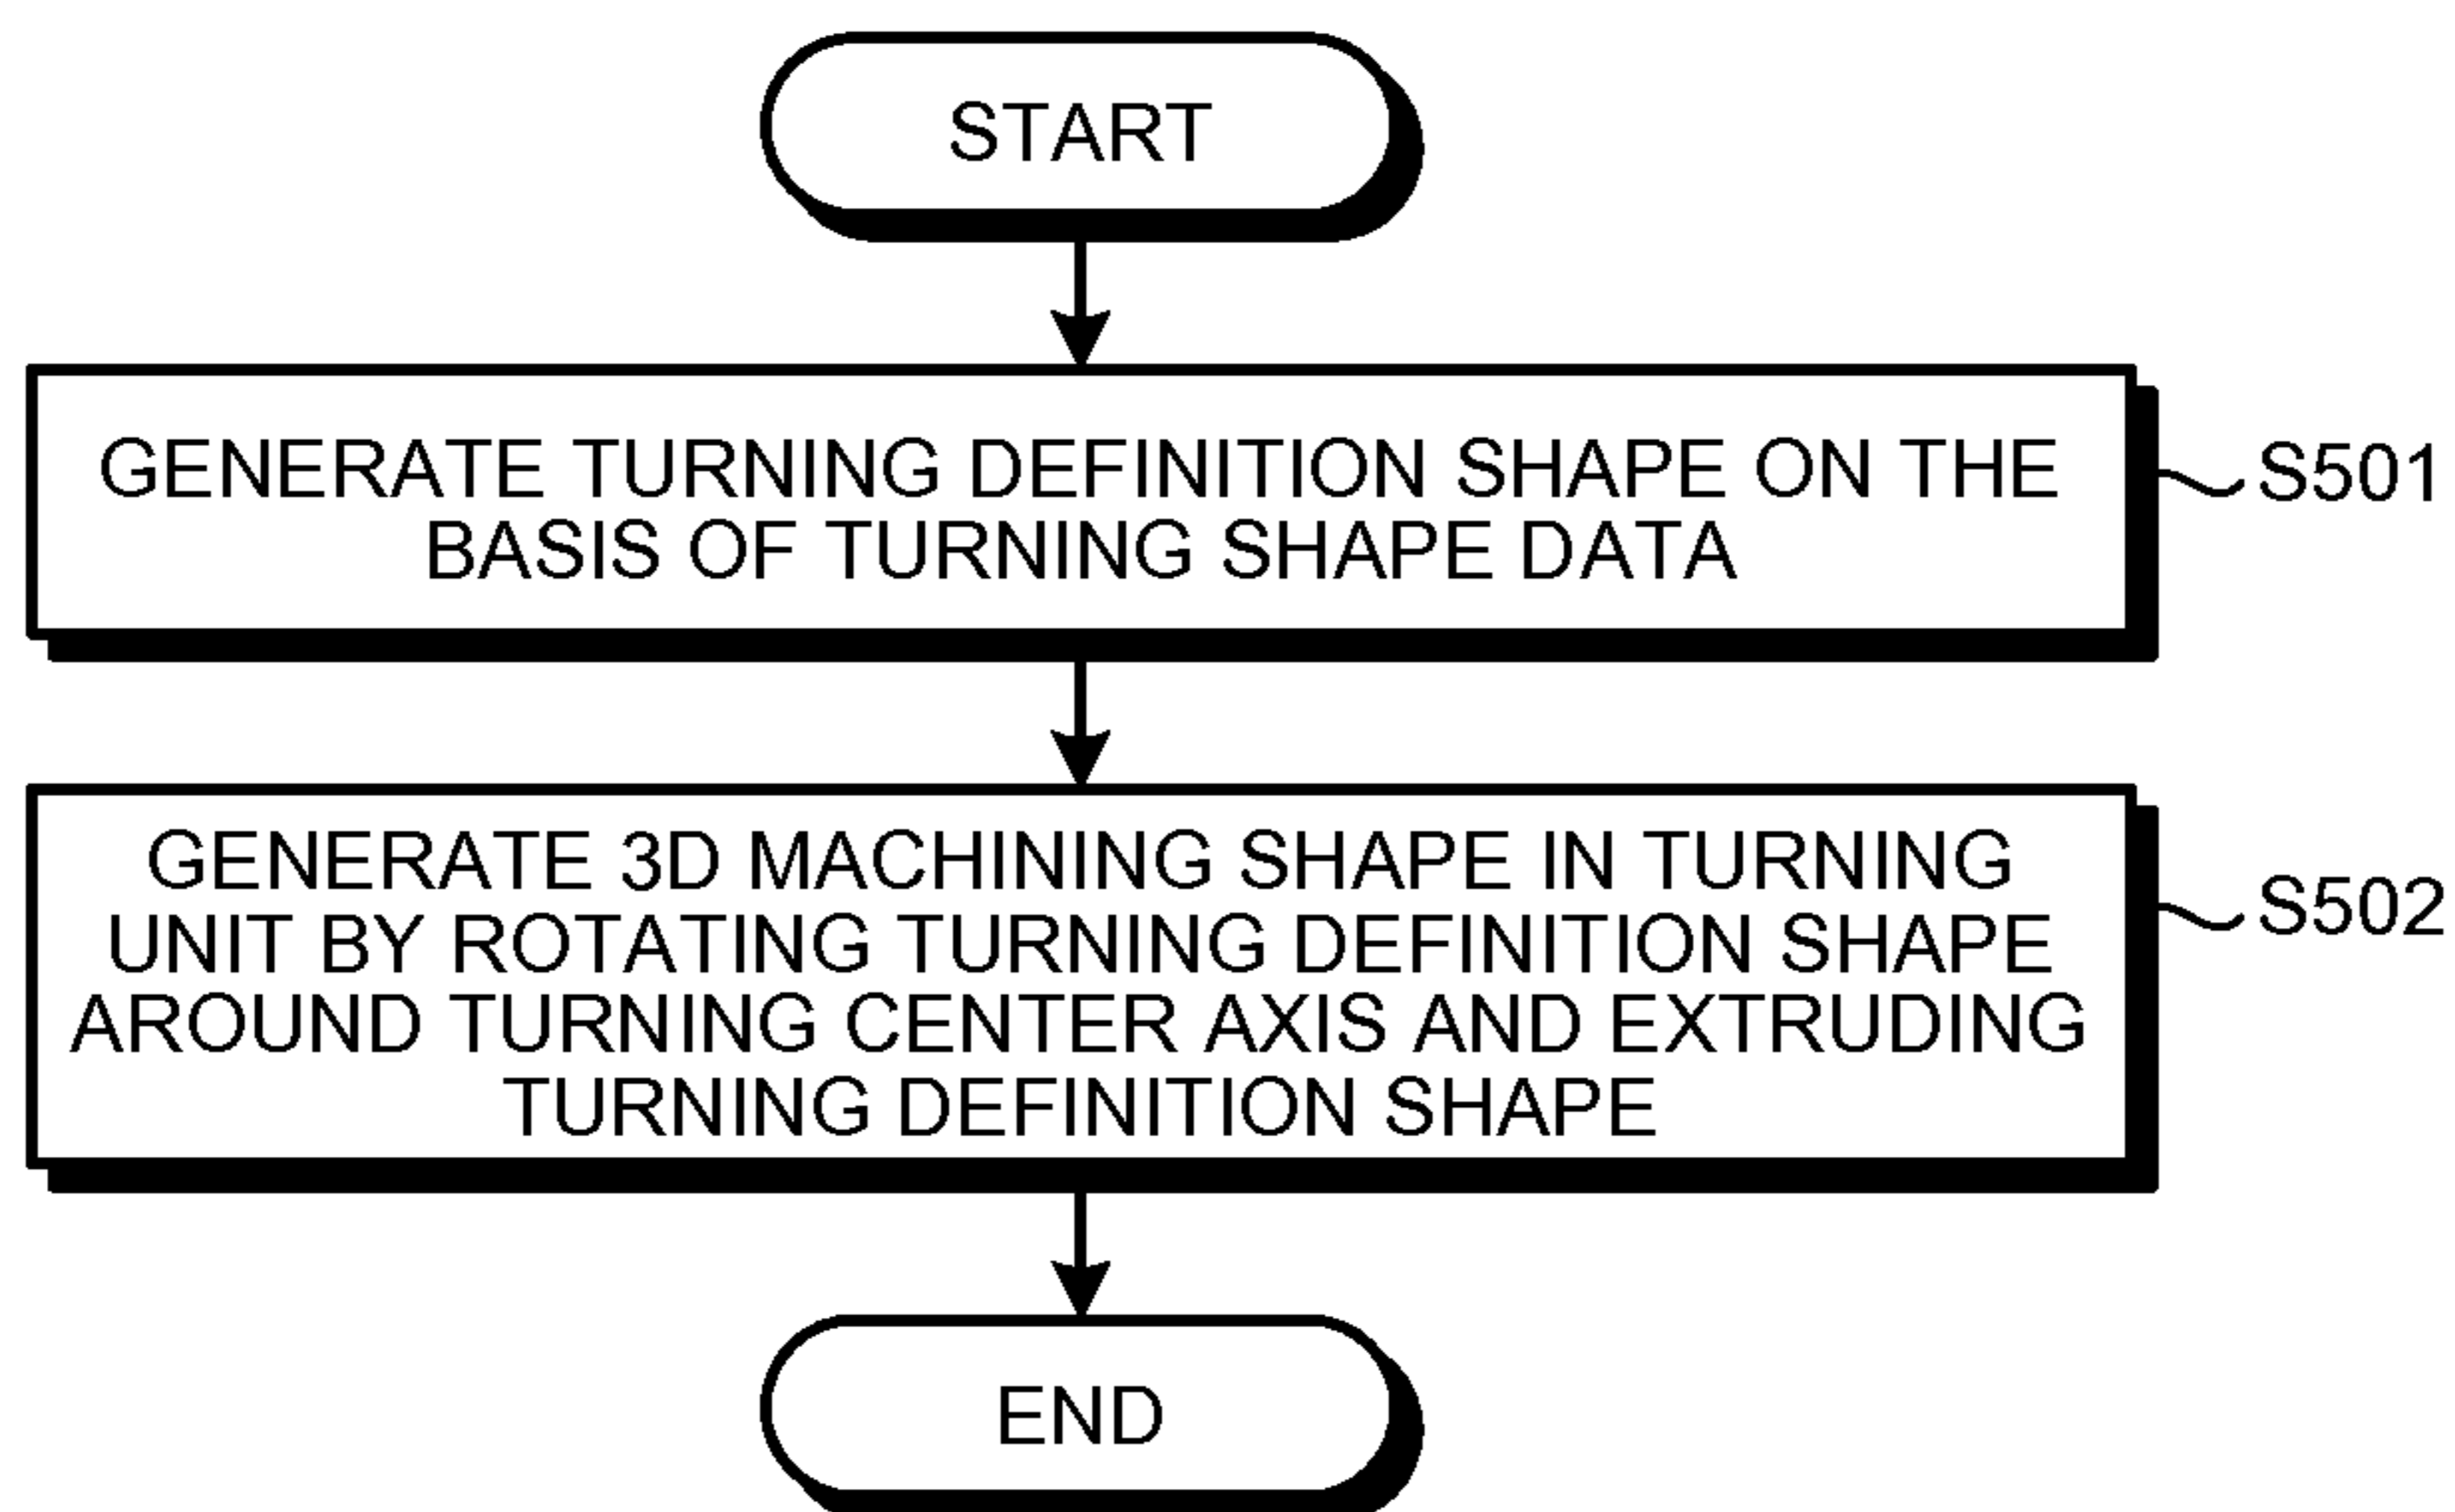 START
GENERATE TURNING DEFINITION SHAPE ON THE
BASIS OF TURNING SHAPE DATA
S501
GENERATE 3D MACHINING SHAPE IN TURNING
UNIT BY ROTATING TURNING DEFINITION SHAPE
AROUND TURNING CENTER AXIS AND EXTRUDING
TURNING DEFINITION SHAPE
S502
END